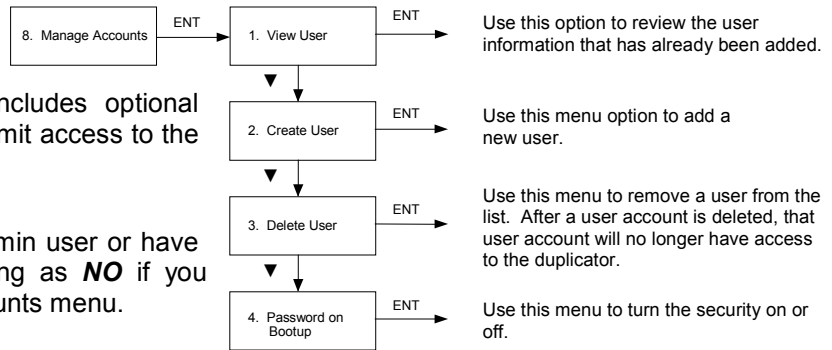 8. Manage Accounts
ENT
1. View User
ENT
Use this option to review the user
information that has already been added.
▼
ncludes optional
mit access to the
2. Create User
ENT
Use this menu option to add a
new user.
▼
3. Delete User
ENT
Use this menu to remove a user from the
list. After a user account is deleted, that
user account will no longer have access
to the duplicator.
min user or have
ng as NO if you
unts menu.
▼
4. Password on
Bootup
ENT
Use this menu to turn the security on or
off.